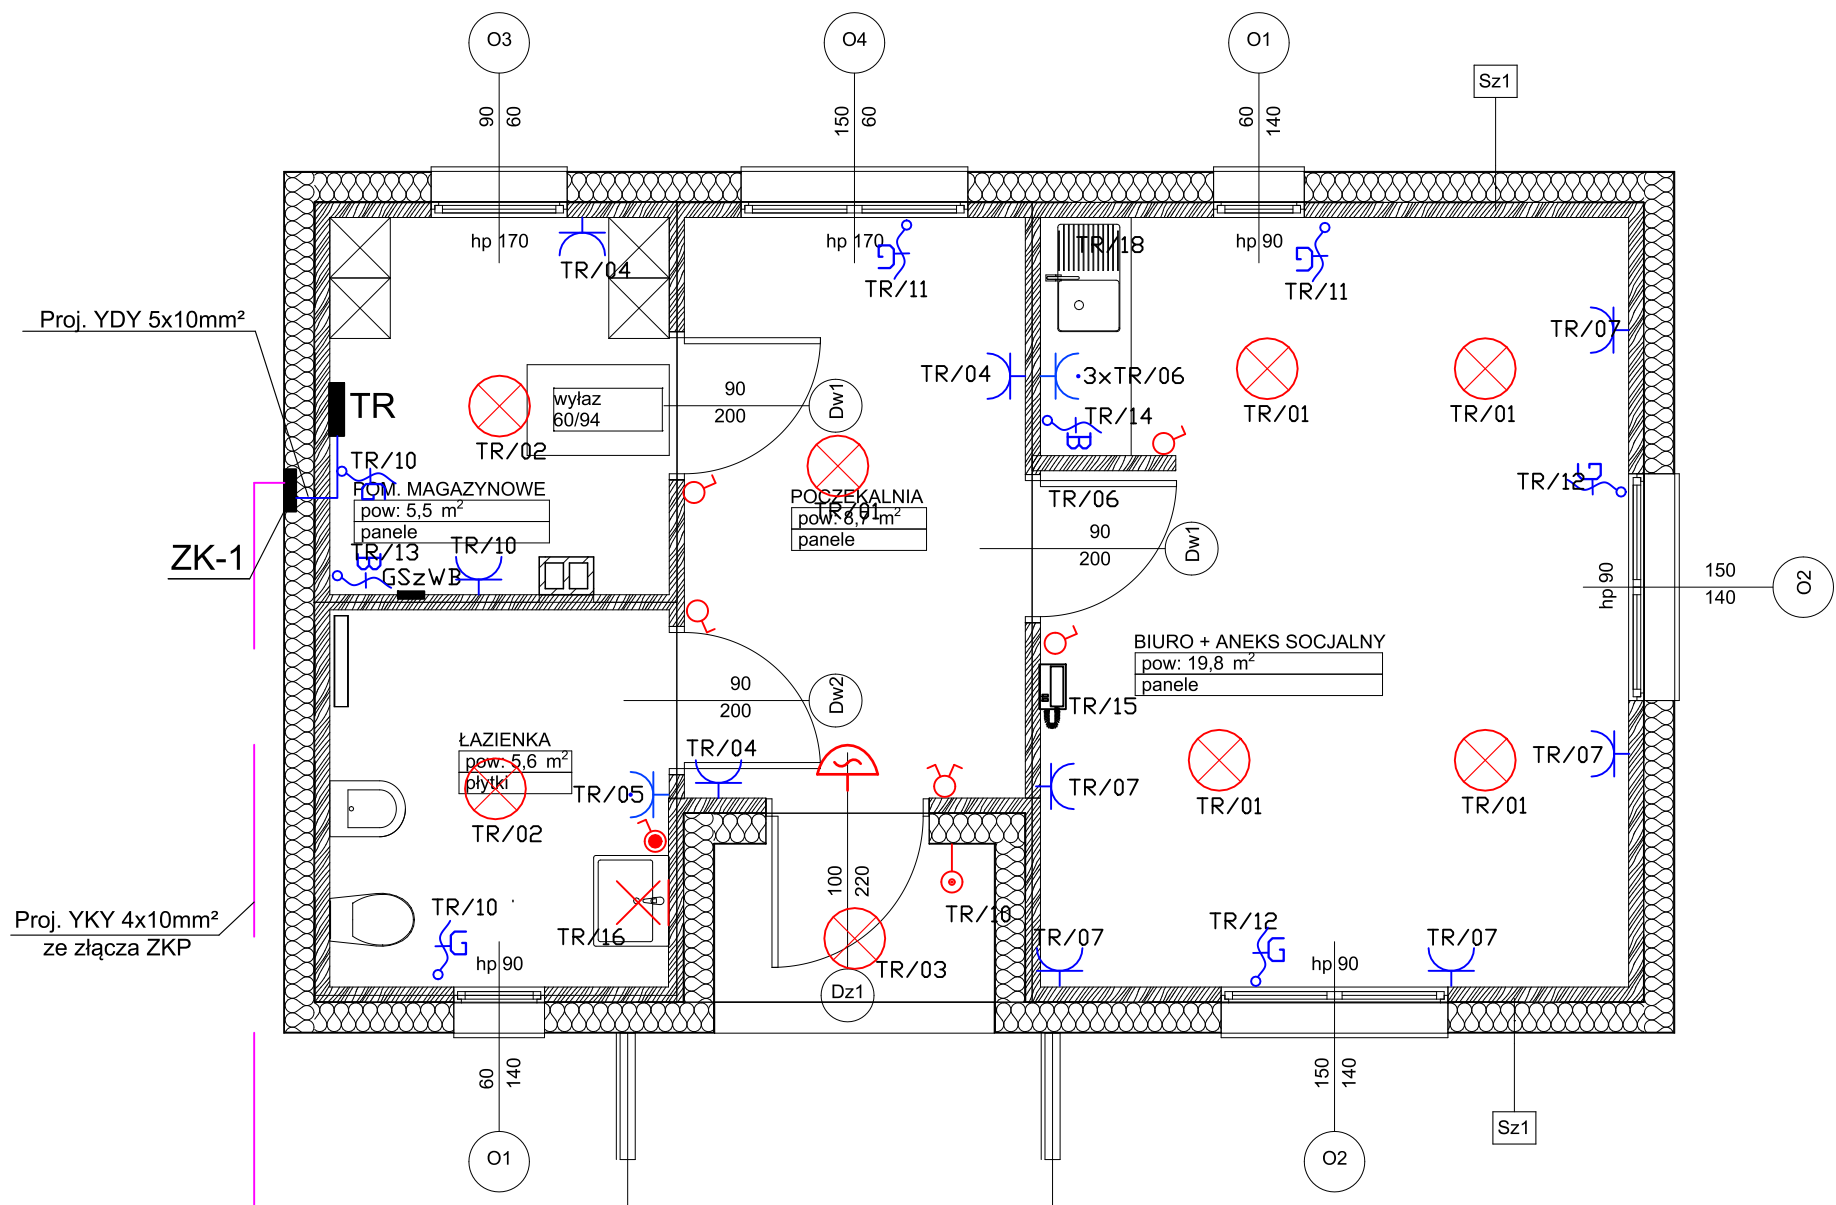 O3
O4
O1
Sz1
90
60
150
60
60
140
hp 170
hp 170
hp 90
TR/04
TR/11
TR/18
TR/11
TR/07
Proj. YDY 5x10mm²
TR
wyłaz
60/94
90
200
Dw1
TR/04
3xTR/06
TR/14
B
TR/01
TR/01
TR/02
TR/10
G
G
G
G
POM. MAGAZYNOWE
pow: 5,5 m²
panele
POCZEKALNIA
TR/01
pow: 8,7 m²
panele
TR/06
90
200
Dw1
TR/12
ZK-1
TR/13
B
GSzWB
TR/10
hp 90
150
140
O2
BIURO + ANEKS SOCJALNY
pow: 19,8 m²
panele
90
200
Dw2
TR/15
ŁAZIENKA
pow: 5,6 m²
płytki
TR/04
TR/05
TR/07
TR/07
TR/02
TR/01
TR/01
100
220
Proj. YKY 4x10mm²
ze złącza ZKP
TR/10
G
TR/16
TR/10
TR/03
TR/07
TR/12
G
TR/07
hp 90
hp 90
Dz1
60
140
150
140
Sz1
O1
O2